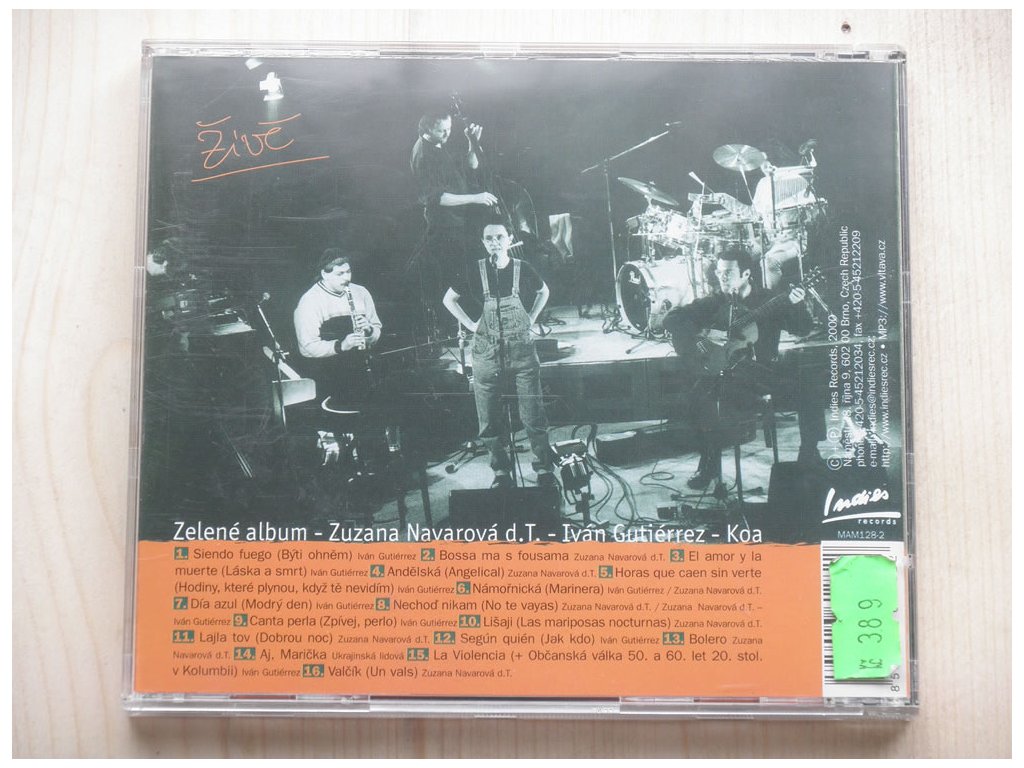 Živě
Zelené album – Zuzana Navarová d.T. – Iván Gutiérrez – Koa
1. Siendo fuego (Býti ohněm) Iván Gutiérrez 2. Bossa ma s fousama Zuzana Navarová d.T. 3. El amor y la
muerte (Láska a smrt) Iván Gutiérrez 4. Andělská (Angelical) Zuzana Navarová d.T. 5. Horas que caen sin verte
(Hodiny, které plynou, když tě nevidím) Iván Gutiérrez 6. Námořnická (Marinera) Iván Gutiérrez / Zuzana Navarová d.T.
7. Día azul (Modrý den) Iván Gutiérrez 8. Nechoď nikam (No te vayas) Zuzana Navarová d.T. / Zuzana Navarová d.T. –
Iván Gutiérrez 9. Canta perla (Zpívej, perlo) Iván Gutiérrez 10. Lišaji (Las mariposas nocturnas) Zuzana Navarová d.T.
11. Lajla tov (Dobrou noc) Zuzana Navarová d.T. 12. Según quién (Jak kdo) Iván Gutiérrez 13. Bolero Zuzana
Navarová d.T. 14. Aj, Marička Ukrajinská lidová 15. La Violencia (+ Občanská válka 50. a 60. let 20. stol.
v Kolumbii) Iván Gutiérrez 16. Valčík (Un vals) Zuzana Navarová d.T.
(C) + (P) Indies Records, 2000
Náměstí 28. října 9, 602 00 Brno, Czech Republic
phone +420-5-45212034, fax +420-5-45212209
e-mail: indies@indiesrec.cz,
http://www.indiesrec.cz • MP3://www.vltava.cz
Indies
records
MAM128-2
Kč 389
8 5